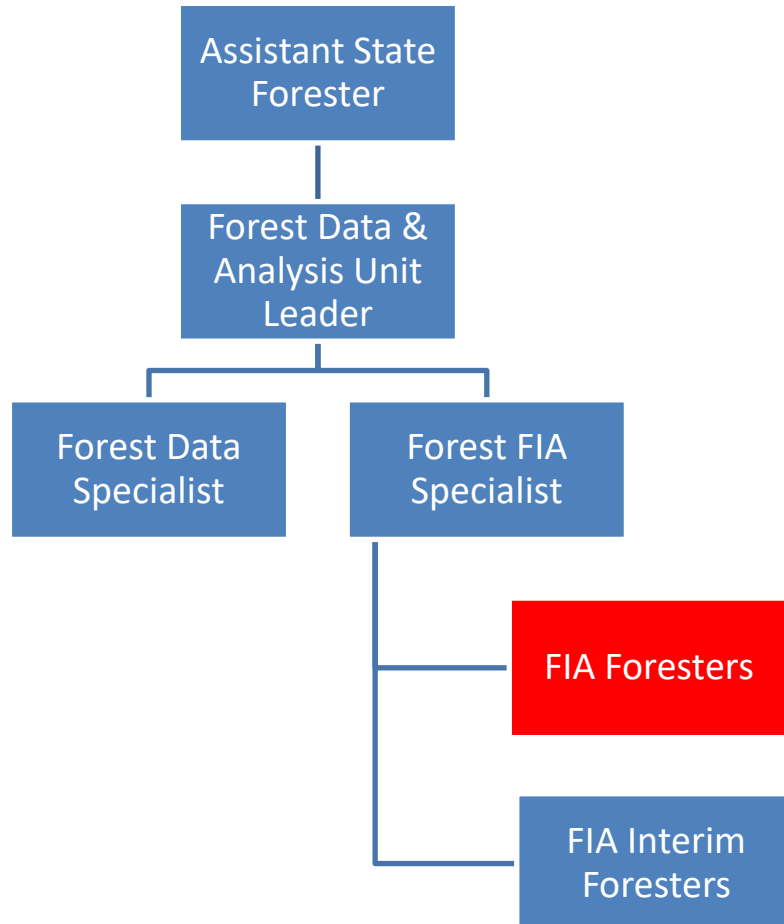 Assistant State
Forester
Forest Data &
Analysis Unit
Leader
Forest Data
Specialist
Forest FIA
Specialist
FIA Foresters
FIA Interim
Foresters